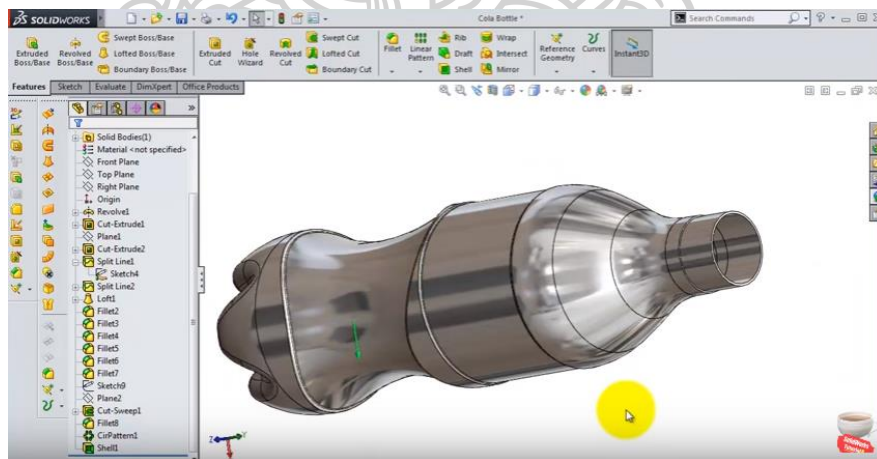 SOLIDWORKS
Cola Bottle *
Search Commands
Extruded Boss/Base
Revolved Boss/Base
Swept Boss/Base
Lofted Boss/Base
Boundary Boss/Base
Extruded Cut
Hole Wizard
Revolved Cut
Swept Cut
Lofted Cut
Boundary Cut
Fillet
Linear Pattern
Rib
Draft
Shell
Wrap
Intersect
Mirror
Reference Geometry
Curves
Instant3D
Features
Sketch
Evaluate
DimXpert
Office Products
Solid Bodies(1)
Material <not specified>
Front Plane
Top Plane
Right Plane
Origin
Revolve1
Cut-Extrude1
Plane1
Cut-Extrude2
Split Line1
Sketch4
Split Line2
Loft1
Fillet2
Fillet3
Fillet4
Fillet5
Fillet6
Fillet7
Sketch9
Plane2
Cut-Sweep1
Fillet8
CirPattern1
Shell1
Z
Y